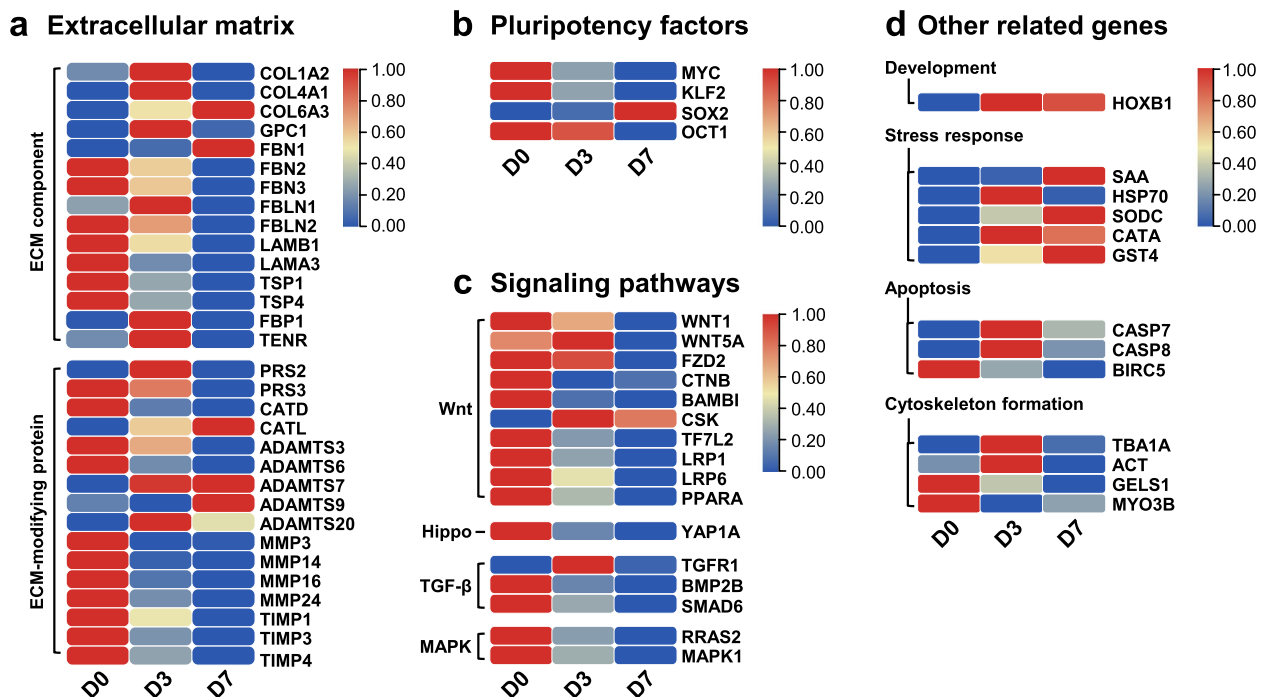 a Extracellular matrix
ECM component
COL1A2
COL4A1
COL6A3
GPC1
FBN1
FBN2
FBN3
FBLN1
FBLN2
LAMB1
LAMA3
TSP1
TSP4
FBP1
TENR
1.00
0.80
0.60
0.40
0.20
0.00
ECM-modifying protein
PRS2
PRS3
CATD
CATL
ADAMTS3
ADAMTS6
ADAMTS7
ADAMTS9
ADAMTS20
MMP3
MMP14
MMP16
MMP24
TIMP1
TIMP3
TIMP4
D0 D3 D7
b Pluripotency factors
MYC
KLF2
SOX2
OCT1
D0 D3 D7
1.00
0.80
0.60
0.40
0.20
0.00
c Signaling pathways
Wnt
WNT1
WNT5A
FZD2
CTNB
BAMBI
CSK
TF7L2
LRP1
LRP6
PPARA
1.00
0.80
0.60
0.40
0.20
0.00
Hippo
YAP1A
TGF-β
TGFR1
BMP2B
SMAD6
MAPK
RRAS2
MAPK1
D0 D3 D7
d Other related genes
Development
HOXB1
Stress response
SAA
HSP70
SODC
CATA
GST4
Apoptosis
CASP7
CASP8
BIRC5
Cytoskeleton formation
TBA1A
ACT
GELS1
MYO3B
D0 D3 D7
1.00
0.80
0.60
0.40
0.20
0.00